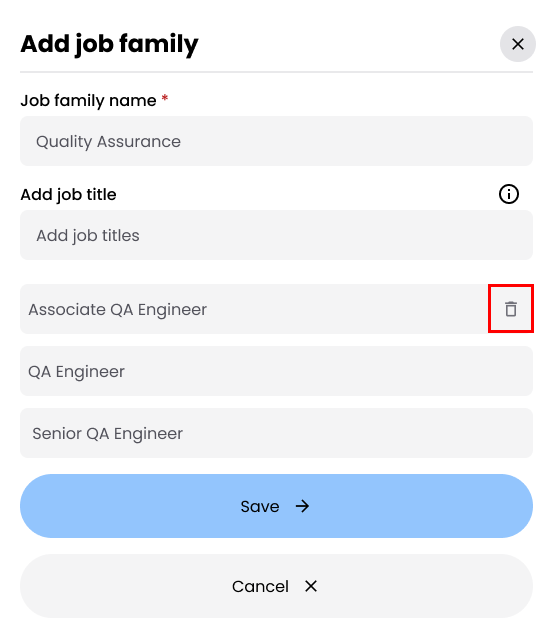 Add job family
Job family name *
Quality Assurance
Add job title
Add job titles
Associate QA Engineer
QA Engineer
Senior QA Engineer
Save
Cancel